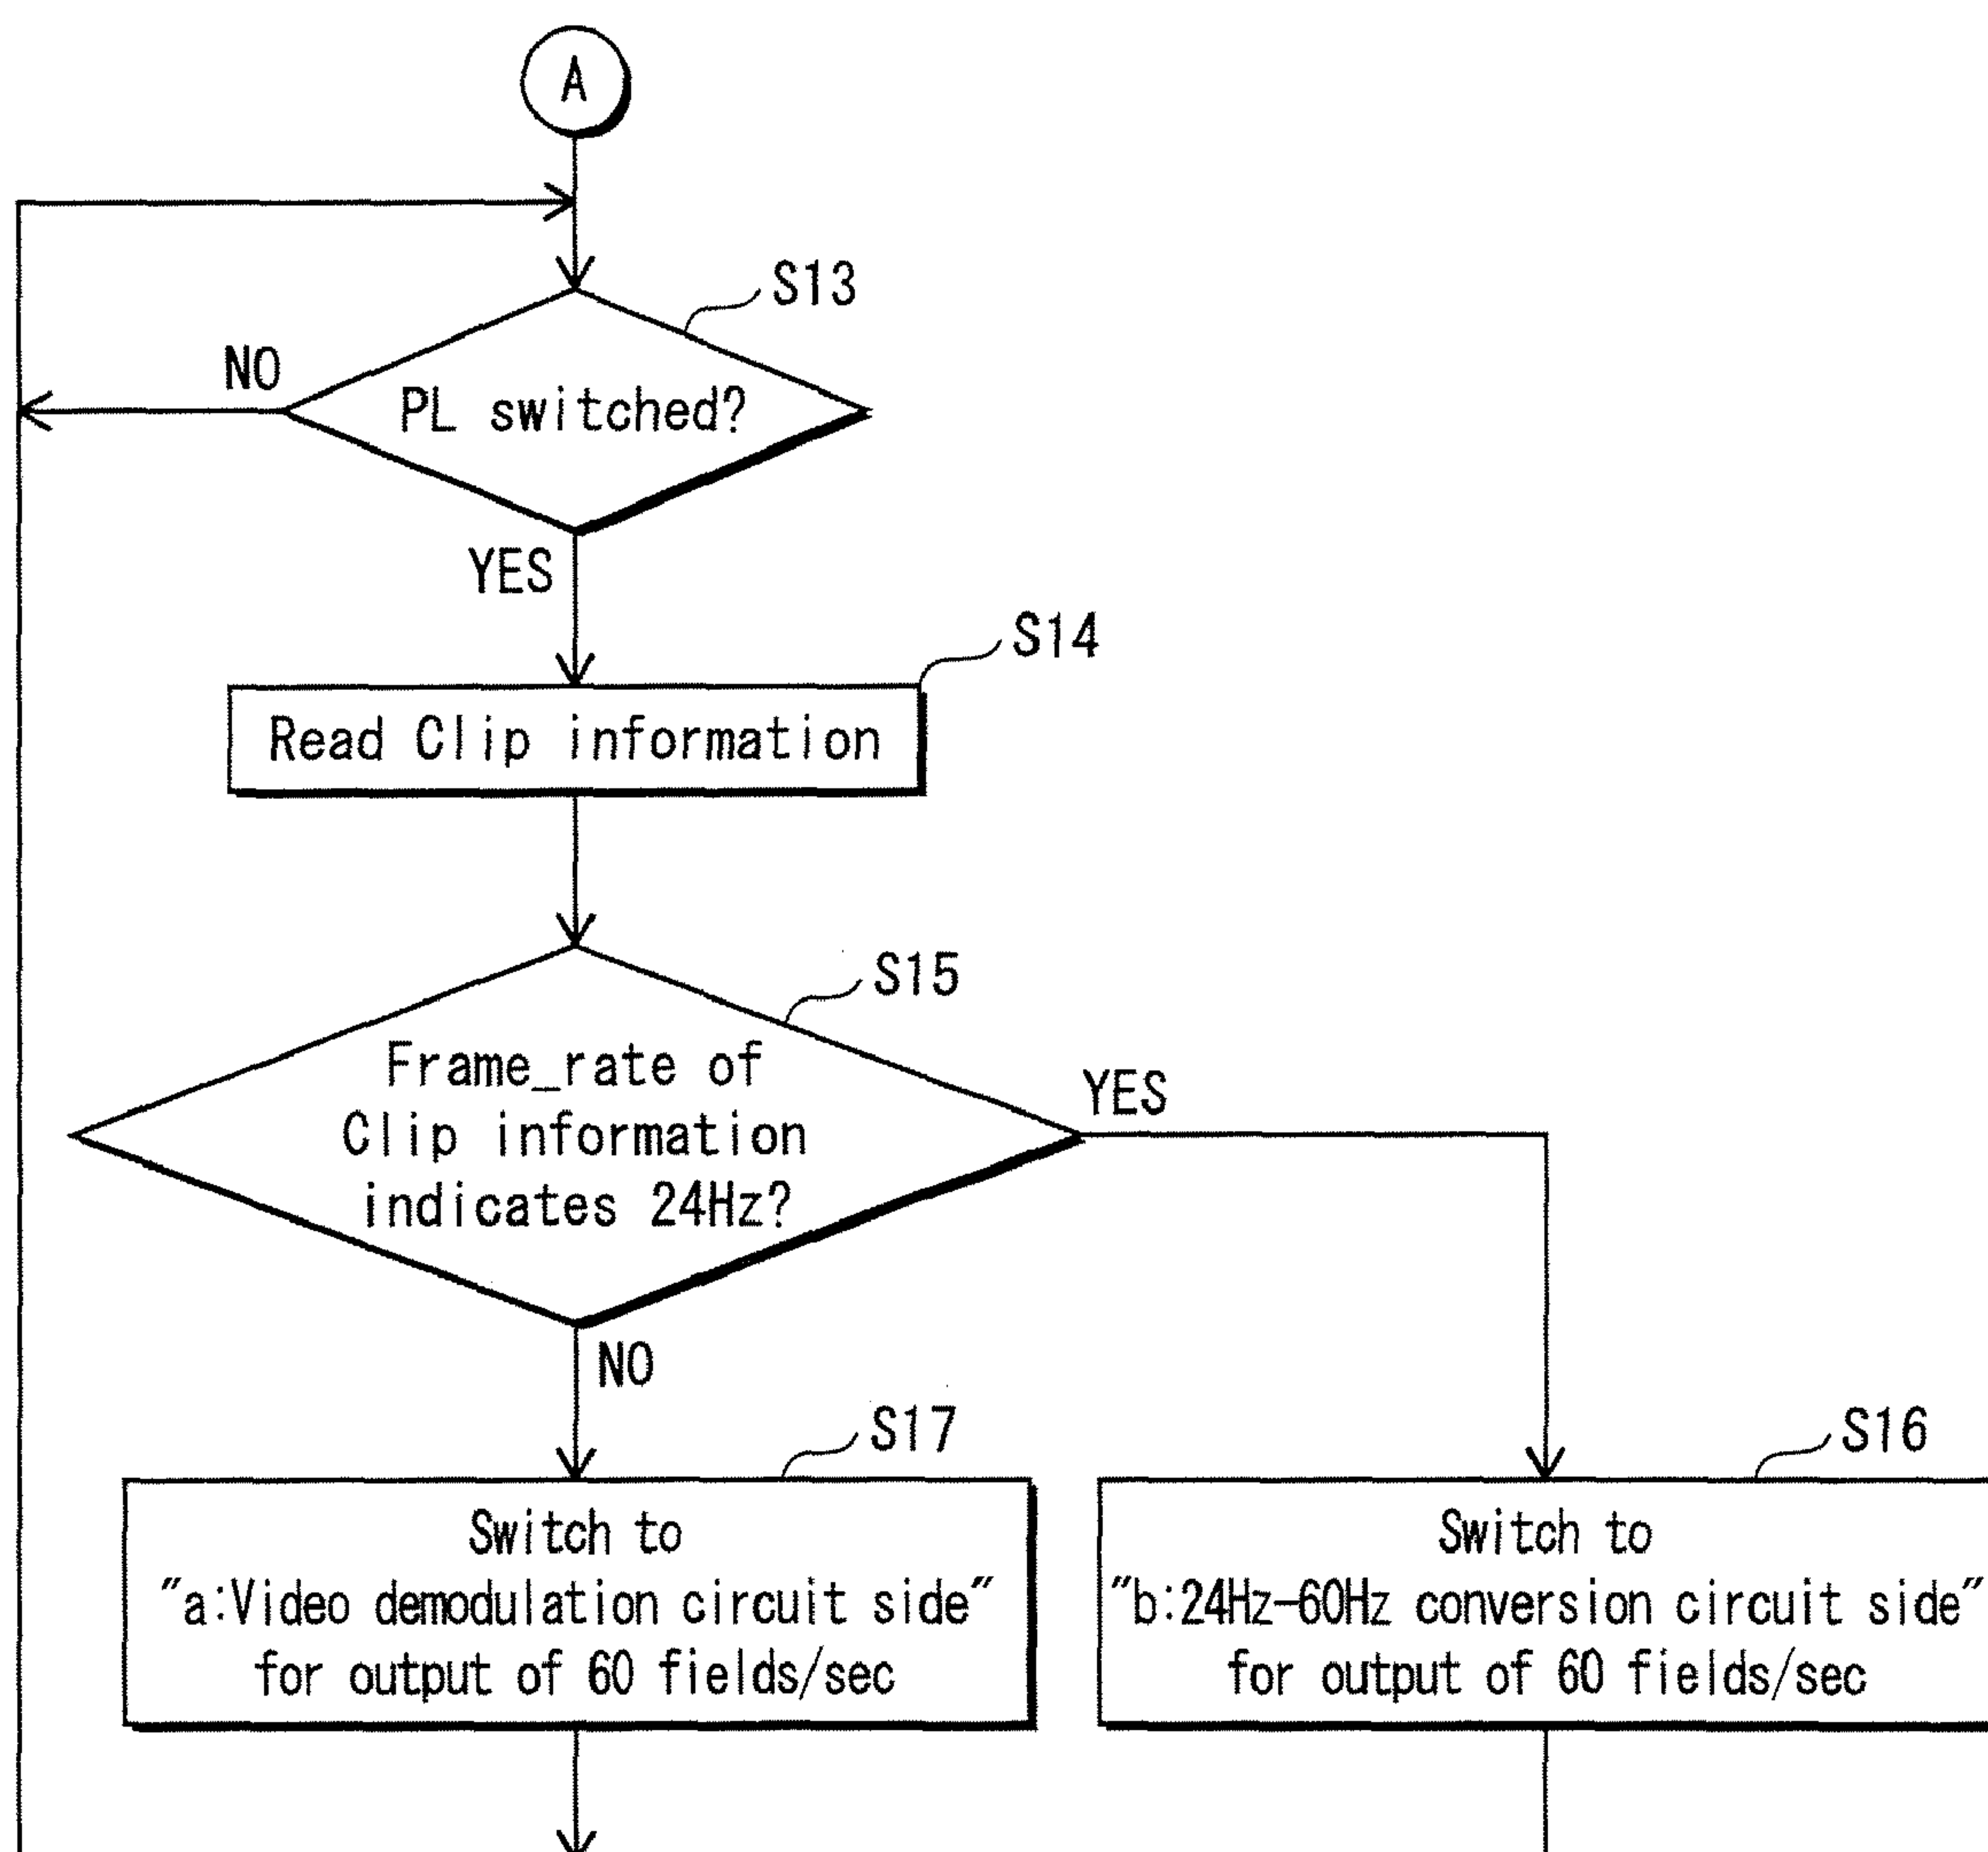 A
S13
NO
PL switched?
YES
S14
Read Clip information
S15
Frame_rate of
Clip information
indicates 24Hz?
YES
NO
S17
Switch to
"a:Video demodulation circuit side"
for output of 60 fields/sec
S16
Switch to
"b:24Hz-60Hz conversion circuit side"
for output of 60 fields/sec